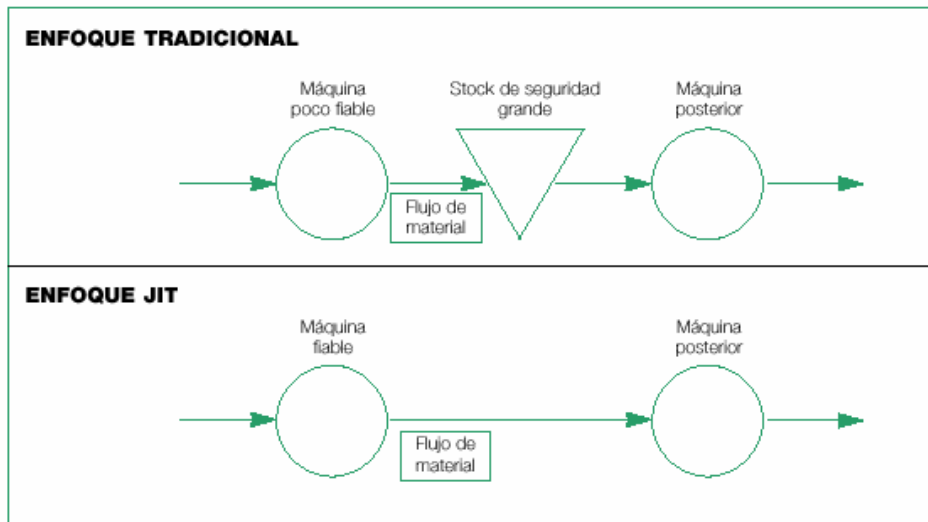 ENFOQUE TRADICIONAL
Máquina
poco fiable
Stock de seguridad
grande
Máquina
posterior
Flujo de
material
ENFOQUE JIT
Máquina
fiable
Máquina
posterior
Flujo de
material